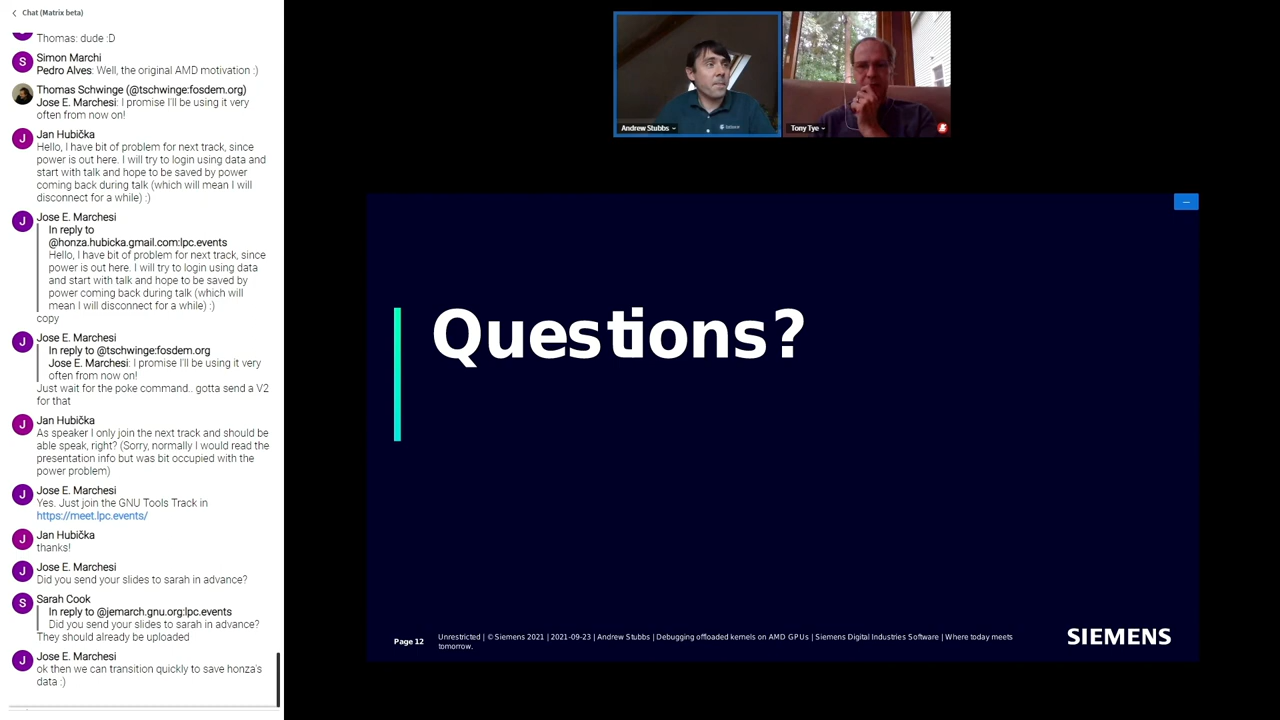 Chat (Matrix beta)
Thomas: dude :D
Simon Marchi
Pedro Alves: Well, the original AMD motivation :)
Thomas Schwinge (@tschwinge:fosdem.org)
Jose E. Marchesi: I promise I'll be using it very
often from now on!
Jan Hubička
Hello, I have bit of problem for next track, since
power is out here. I will try to login using data and
start with talk and hope to be saved by power
coming back during talk (which will mean I will
disconnect for a while) :)
Jose E. Marchesi
In reply to
@honza.hubicka.gmail.com:lpc.events
Hello, I have bit of problem for next track, since
power is out here. I will try to login using data
and start with talk and hope to be saved by
power coming back during talk (which will
mean I will disconnect for a while) :)
copy
Jose E. Marchesi
In reply to @tschwinge:fosdem.org
Jose E. Marchesi: I promise I'll be using it very
often from now on!
Just wait for the poke command.. gotta send a V2
for that
Jan Hubička
As speaker I only join the next track and should be
able speak, right? (Sorry, normally I would read the
presentation info but was bit occupied with the
power problem)
Jose E. Marchesi
Yes. Just join the GNU Tools Track in
https://meet.lpc.events/
Jan Hubička
thanks!
Jose E. Marchesi
Did you send your slides to sarah in advance?
Sarah Cook
In reply to @jemarch.gnu.org:lpc.events
Did you send your slides to sarah in advance?
They should already be uploaded
Jose E. Marchesi
ok then we can transition quickly to save honza's
data :)
S
J
J
J
J
J
J
J
S
J
Andrew Stubbs
Tony Tye
Questions?
Page 12
Unrestricted | © Siemens 2021 | 2021-09-23 | Andrew Stubbs | Debugging offloaded kernels on AMD GPUs | Siemens Digital Industries Software | Where today meets
tomorrow.
SIEMENS